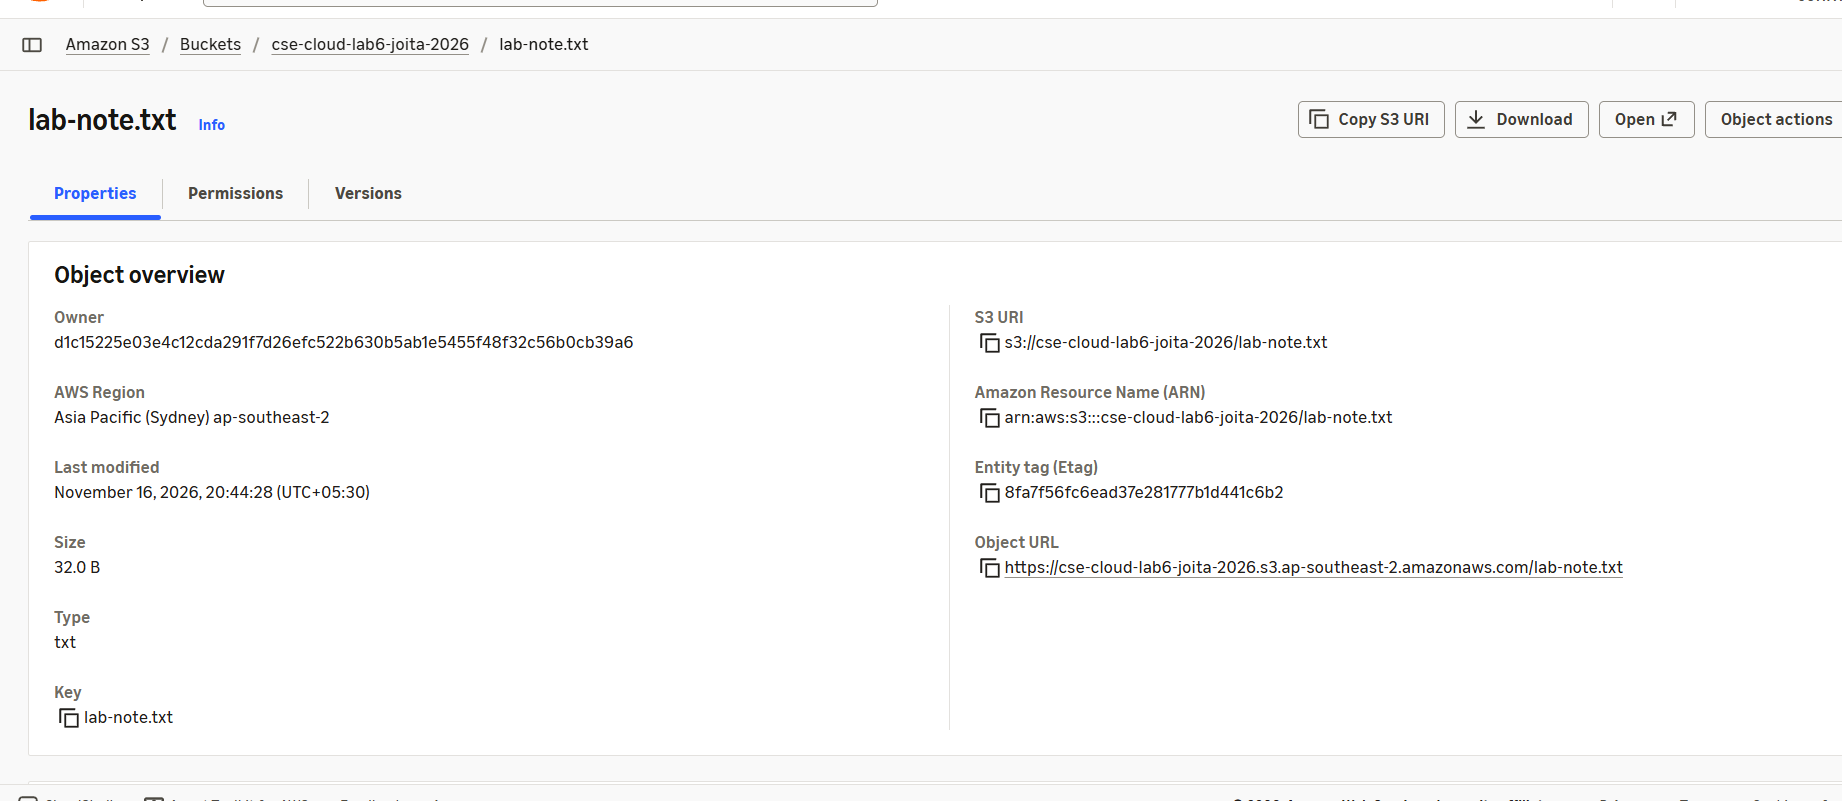 Amazon S3 / Buckets / cse-cloud-lab6-joita-2026 / lab-note.txt
lab-note.txt Info
Copy S3 URI Download Open Object actions
Properties Permissions Versions
Object overview
Owner
d1c15225e03e4c12cda291f7d26efc522b630b5ab1e5455f48f32c56b0cb39a6
AWS Region
Asia Pacific (Sydney) ap-southeast-2
Last modified
November 16, 2026, 20:44:28 (UTC+05:30)
Size
32.0 B
Type
txt
Key
lab-note.txt
S3 URI
s3://cse-cloud-lab6-joita-2026/lab-note.txt
Amazon Resource Name (ARN)
arn:aws:s3:::cse-cloud-lab6-joita-2026/lab-note.txt
Entity tag (Etag)
8fa7f56fc6ead37e281777b1d441c6b2
Object URL
https://cse-cloud-lab6-joita-2026.s3.ap-southeast-2.amazonaws.com/lab-note.txt